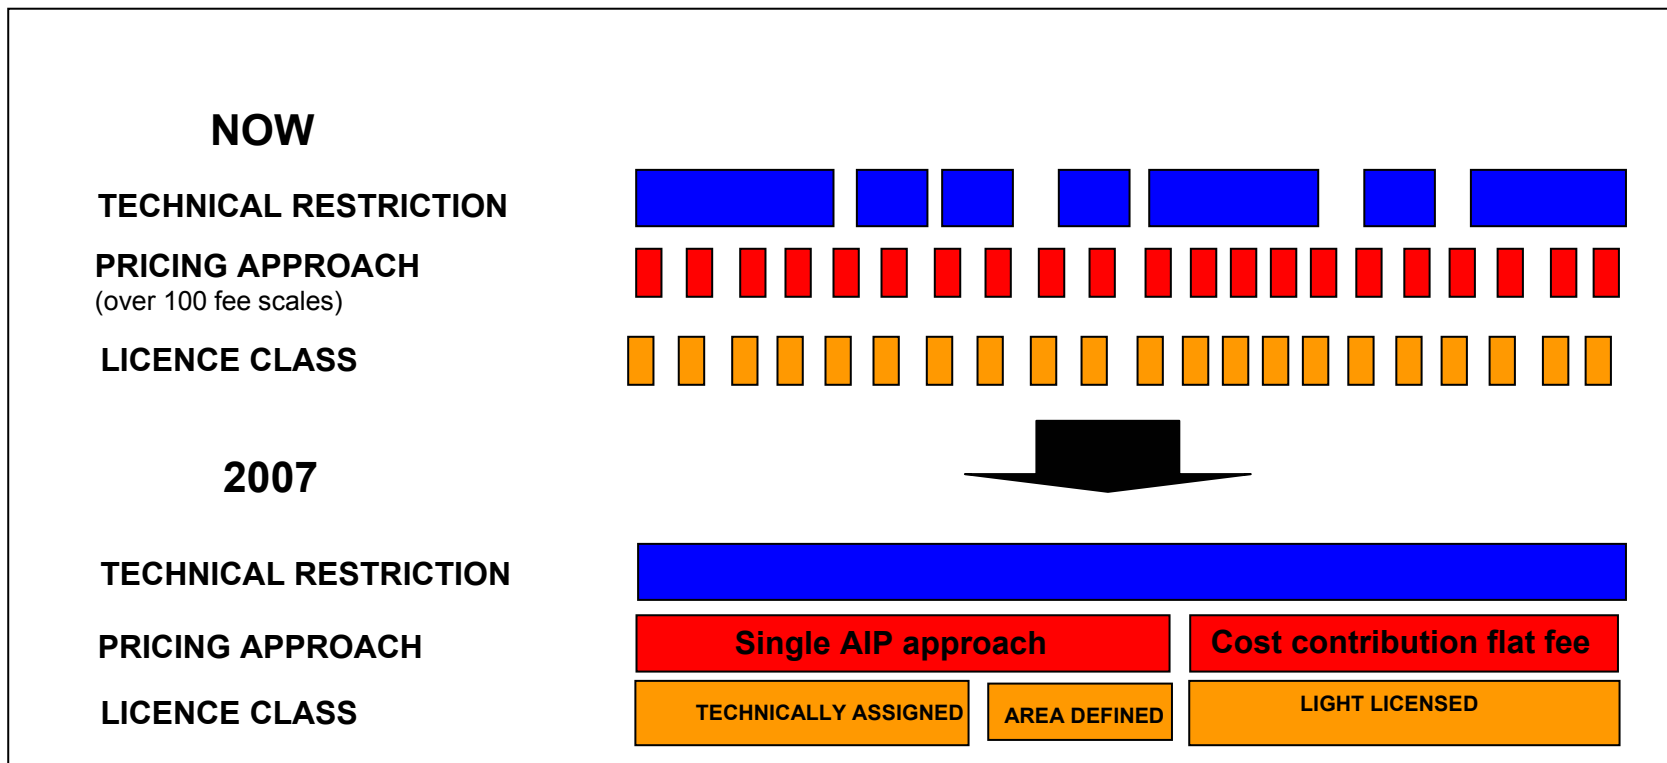 NOW
TECHNICAL RESTRICTION
PRICING APPROACH
(over 100 fee scales)
LICENCE CLASS
2007
TECHNICAL RESTRICTION
PRICING APPROACH
Single AIP approach
Cost contribution flat fee
LICENCE CLASS
TECHNICALLY ASSIGNED
AREA DEFINED
LIGHT LICENSED